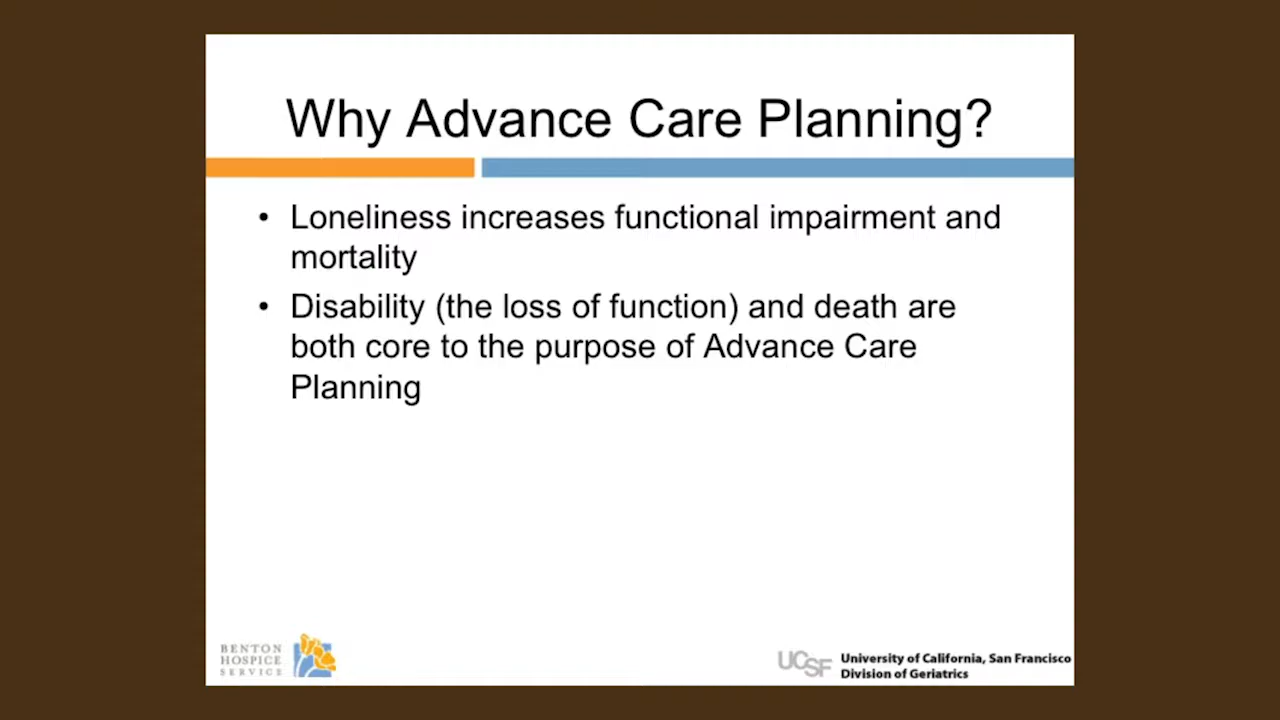 Why Advance Care Planning?
• Loneliness increases functional impairment and
mortality
• Disability (the loss of function) and death are
both core to the purpose of Advance Care
Planning
BENTON
HOSPICE
SERVICE
UCSF
University of California, San Francisco
Division of Geriatrics